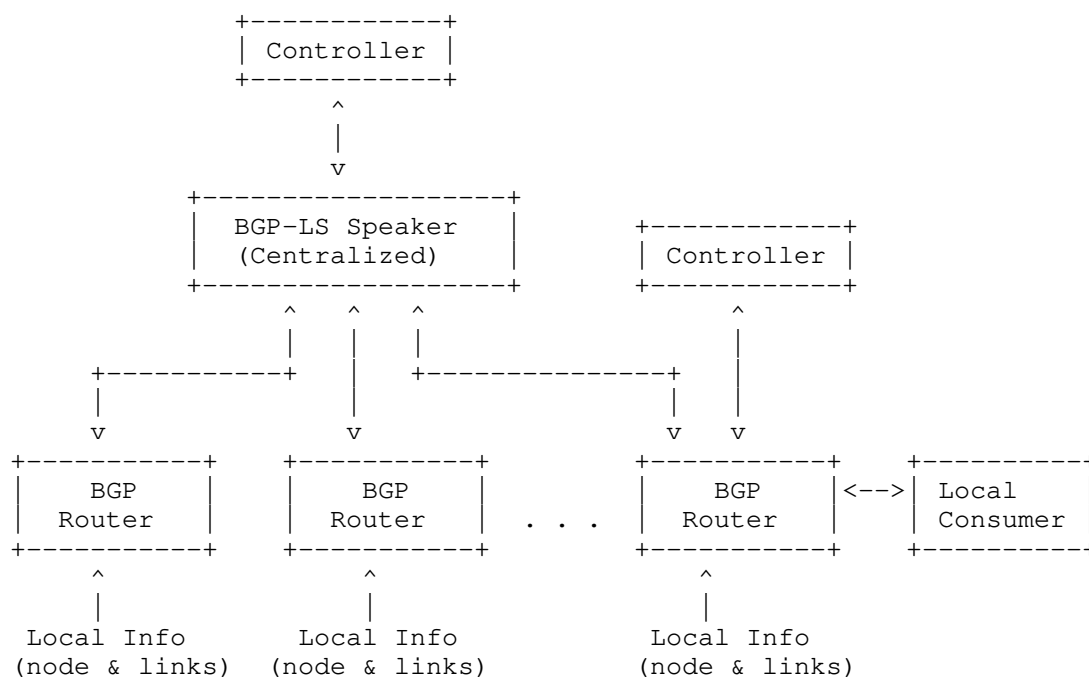 Controller
BGP-LS Speaker
(Centralized)
Controller
BGP
Router
BGP
Router
. . .
BGP
Router
Local
Consumer
Local Info
(node & links)
Local Info
(node & links)
Local Info
(node & links)